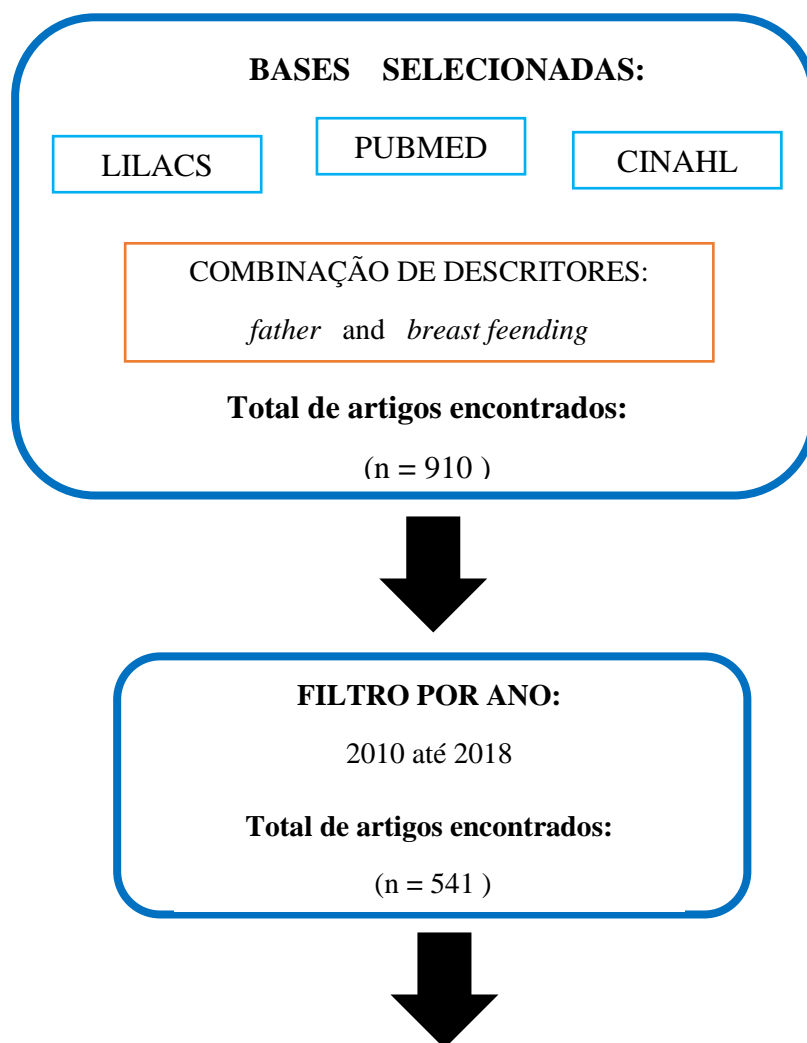 BASES SELECIONADAS:
LILACS PUBMED CINAHL
COMBINAÇÃO DE DESCRITORES:
father and breast feending
Total de artigos encontrados:
(n = 910 )
FILTRO POR ANO:
2010 até 2018
Total de artigos encontrados:
(n = 541 )